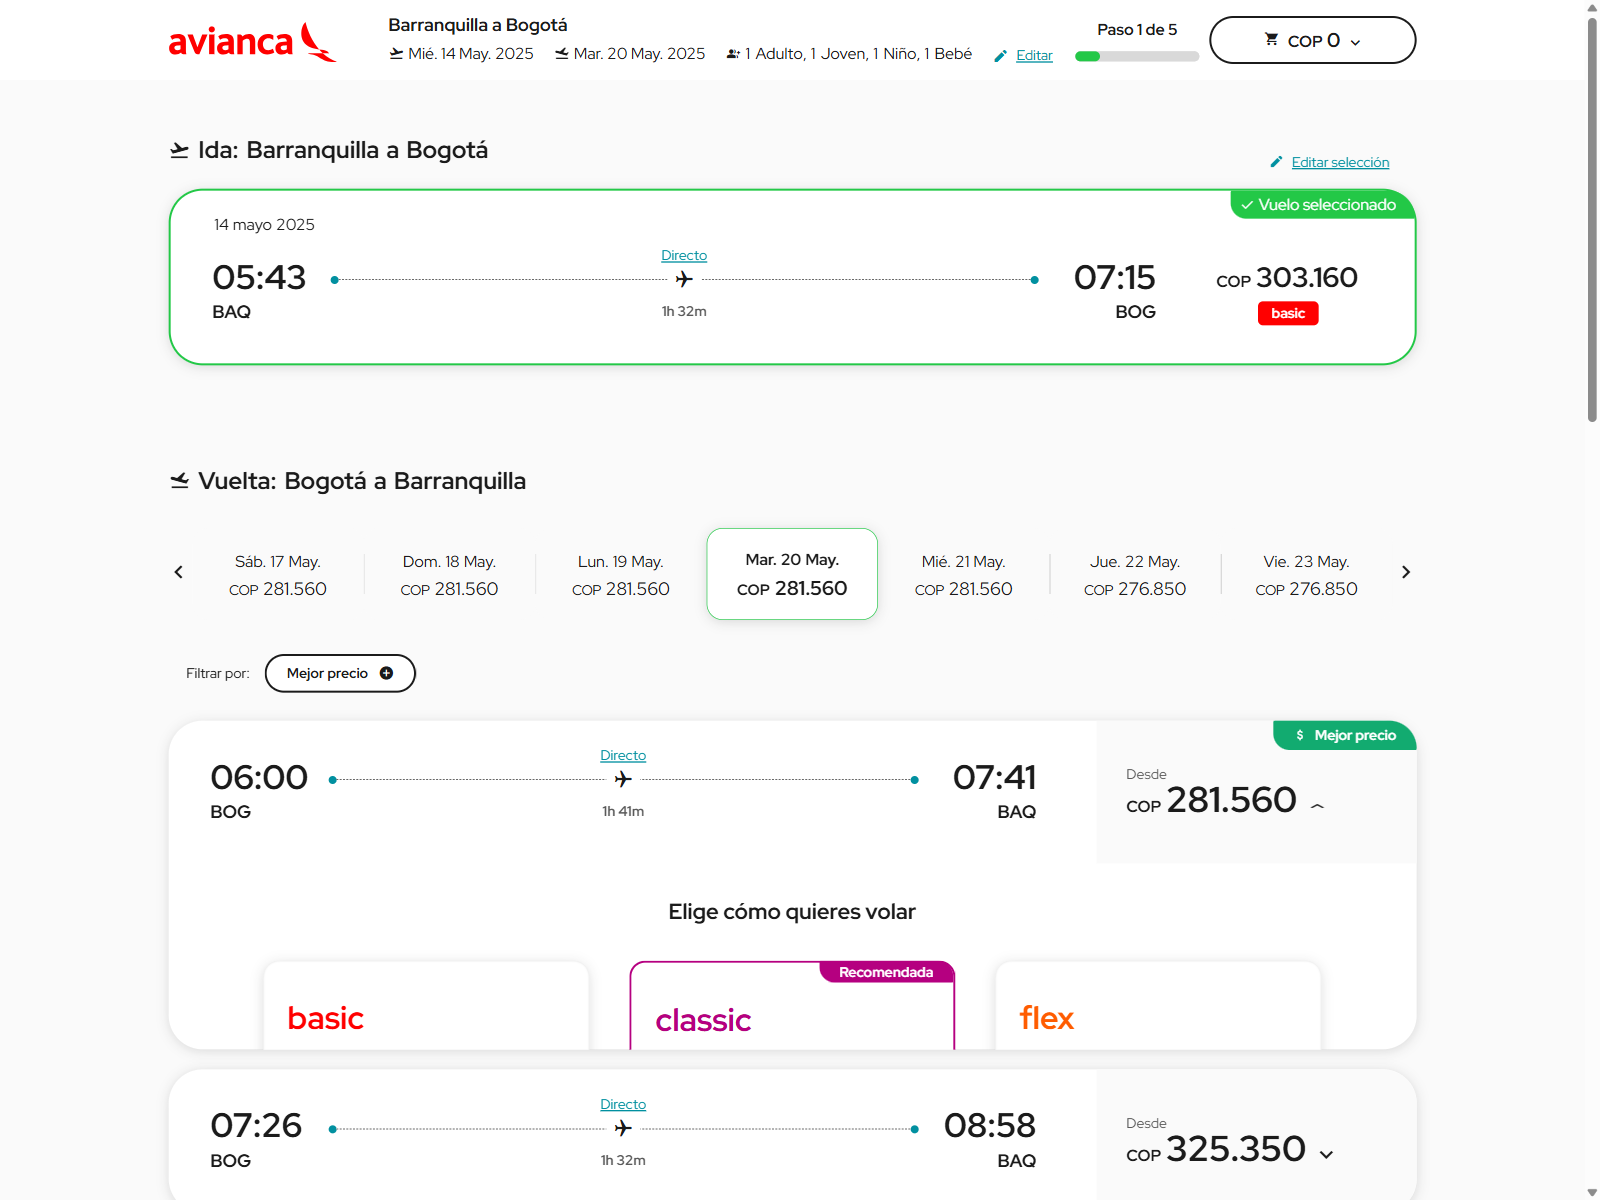 avianca
Barranquilla a Bogotá
Mié. 14 May. 2025
Mar. 20 May. 2025
1 Adulto, 1 Joven, 1 Niño, 1 Bebé
Editar
Paso 1 de 5
COP 0
Ida: Barranquilla a Bogotá
Editar selección
Vuelo seleccionado
14 mayo 2025
05:43
Directo
07:15
COP 303.160
BAQ
1h 32m
BOG
basic
Vuelta: Bogotá a Barranquilla
Sáb. 17 May.
COP 281.560
Dom. 18 May.
COP 281.560
Lun. 19 May.
COP 281.560
Mar. 20 May.
COP 281.560
Mié. 21 May.
COP 281.560
Jue. 22 May.
COP 276.850
Vie. 23 May.
COP 276.850
Filtrar por:
Mejor precio
$ Mejor precio
06:00
Directo
07:41
BOG
1h 41m
BAQ
Desde
COP 281.560
Elige cómo quieres volar
basic
Recomendada
classic
flex
07:26
Directo
08:58
BOG
1h 32m
BAQ
Desde
COP 325.350